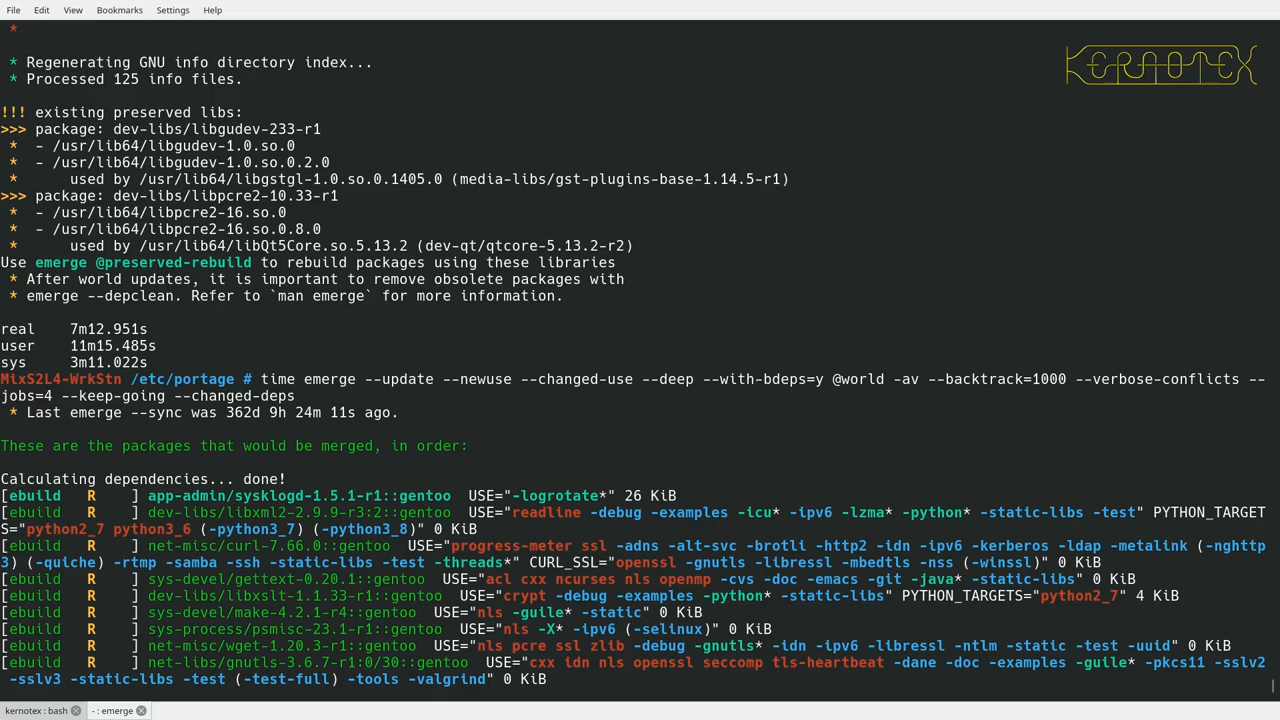 File Edit View Bookmarks Settings Help
*
KERNOTEX
* Regenerating GNU info directory index...
* Processed 125 info files.
!!! existing preserved libs:
>>> package: dev-libs/libgudev-233-r1
*  - /usr/lib64/libgudev-1.0.so.0
*  - /usr/lib64/libgudev-1.0.so.0.2.0
*      used by /usr/lib64/libgstgl-1.0.so.0.1405.0 (media-libs/gst-plugins-base-1.14.5-r1)
>>> package: dev-libs/libpcre2-10.33-r1
*  - /usr/lib64/libpcre2-16.so.0
*  - /usr/lib64/libpcre2-16.so.0.8.0
*      used by /usr/lib64/libQt5Core.so.5.13.2 (dev-qt/qtcore-5.13.2-r2)
Use emerge @preserved-rebuild to rebuild packages using these libraries
* After world updates, it is important to remove obsolete packages with
* emerge --depclean. Refer to `man emerge` for more information.
real    7m12.951s
user    11m15.485s
sys     3m11.022s
MixS2L4-WrkStn /etc/portage # time emerge --update --newuse --changed-use --deep --with-bdeps=y @world -av --backtrack=1000 --verbose-conflicts --
jobs=4 --keep-going --changed-deps
* Last emerge --sync was 362d 9h 24m 11s ago.
These are the packages that would be merged, in order:
Calculating dependencies... done!
[ebuild   R    ] app-admin/sysklogd-1.5.1-r1::gentoo  USE="-logrotate*" 26 KiB
[ebuild   R    ] dev-libs/libxml2-2.9.9-r3:2::gentoo  USE="readline -debug -examples -icu* -ipv6 -lzma* -python* -static-libs -test" PYTHON_TARGET
S="python2_7 python3_6 (-python3_7) (-python3_8)" 0 KiB
[ebuild   R    ] net-misc/curl-7.66.0::gentoo  USE="progress-meter ssl -adns -alt-svc -brotli -http2 -idn -ipv6 -kerberos -ldap -metalink (-nghttp
3) (-quiche) -rtmp -samba -ssh -static-libs -test -threads*" CURL_SSL="openssl -gnutls -libressl -mbedtls -nss (-winssl)" 0 KiB
[ebuild   R    ] sys-devel/gettext-0.20.1::gentoo  USE="acl cxx ncurses nls openmp -cvs -doc -emacs -git -java* -static-libs" 0 KiB
[ebuild   R    ] dev-libs/libxslt-1.1.33-r1::gentoo  USE="crypt -debug -examples -python* -static-libs" PYTHON_TARGETS="python2_7" 4 KiB
[ebuild   R    ] sys-devel/make-4.2.1-r4::gentoo  USE="nls -guile* -static" 0 KiB
[ebuild   R    ] sys-process/psmisc-23.1-r1::gentoo  USE="nls -X* -ipv6 (-selinux)" 0 KiB
[ebuild   R    ] net-misc/wget-1.20.3-r1::gentoo  USE="nls pcre ssl zlib -debug -gnutls* -idn -ipv6 -libressl -ntlm -static -test -uuid" 0 KiB
[ebuild   R    ] net-libs/gnutls-3.6.7-r1:0/30::gentoo  USE="cxx idn nls openssl seccomp tls-heartbeat -dane -doc -examples -guile* -pkcs11 -sslv2
-sslv3 -static-libs -test (-test-full) -tools -valgrind" 0 KiB
kernotex : bash - : emerge